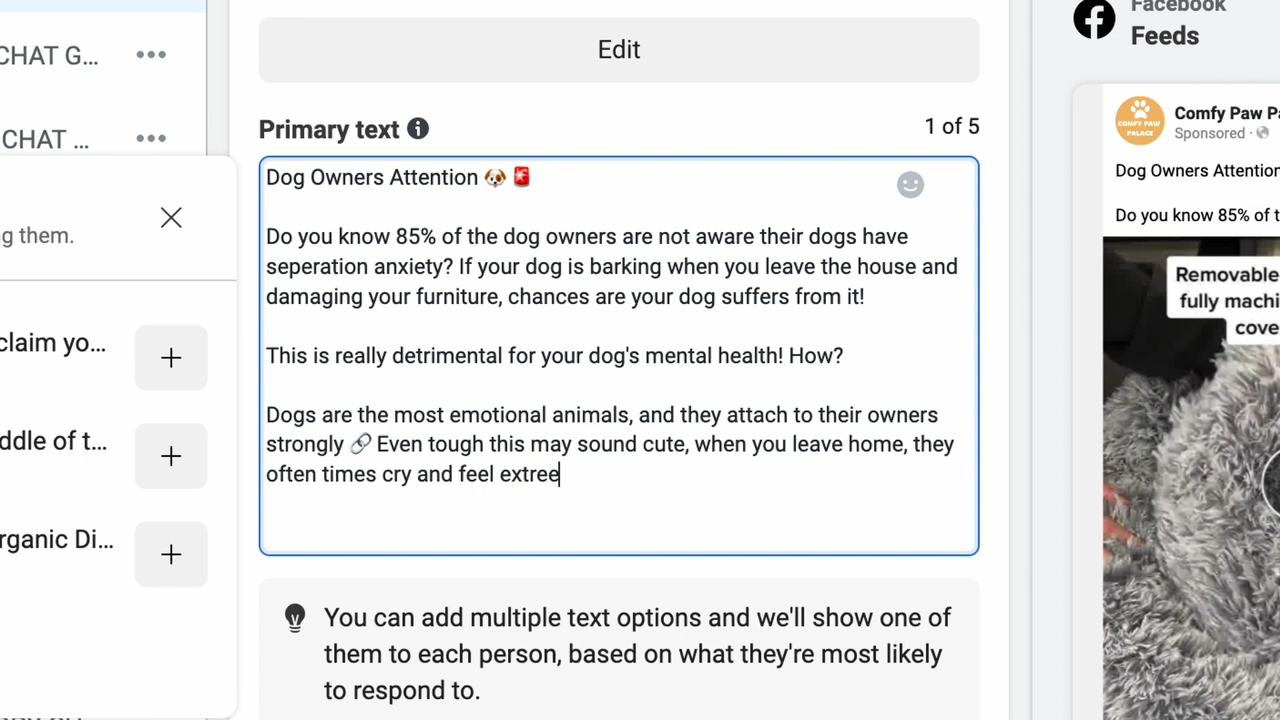 CHAT G...
CHAT ...
g them.
claim yo...
ddle of t...
rganic Di...
Edit
Primary text
1 of 5
Dog Owners Attention 🐶 🚨
Do you know 85% of the dog owners are not aware their dogs have
seperation anxiety? If your dog is barking when you leave the house and
damaging your furniture, chances are your dog suffers from it!
This is really detrimental for your dog's mental health! How?
Dogs are the most emotional animals, and they attach to their owners
strongly 🔗 Even tough this may sound cute, when you leave home, they
often times cry and feel extree
You can add multiple text options and we'll show one of
them to each person, based on what they're most likely
to respond to.
Facebook
Feeds
COMFY PAW
PALACE
Comfy Paw Pa
Sponsored ·
Dog Owners Attention
Do you know 85% of t
Removable
fully machi
cove